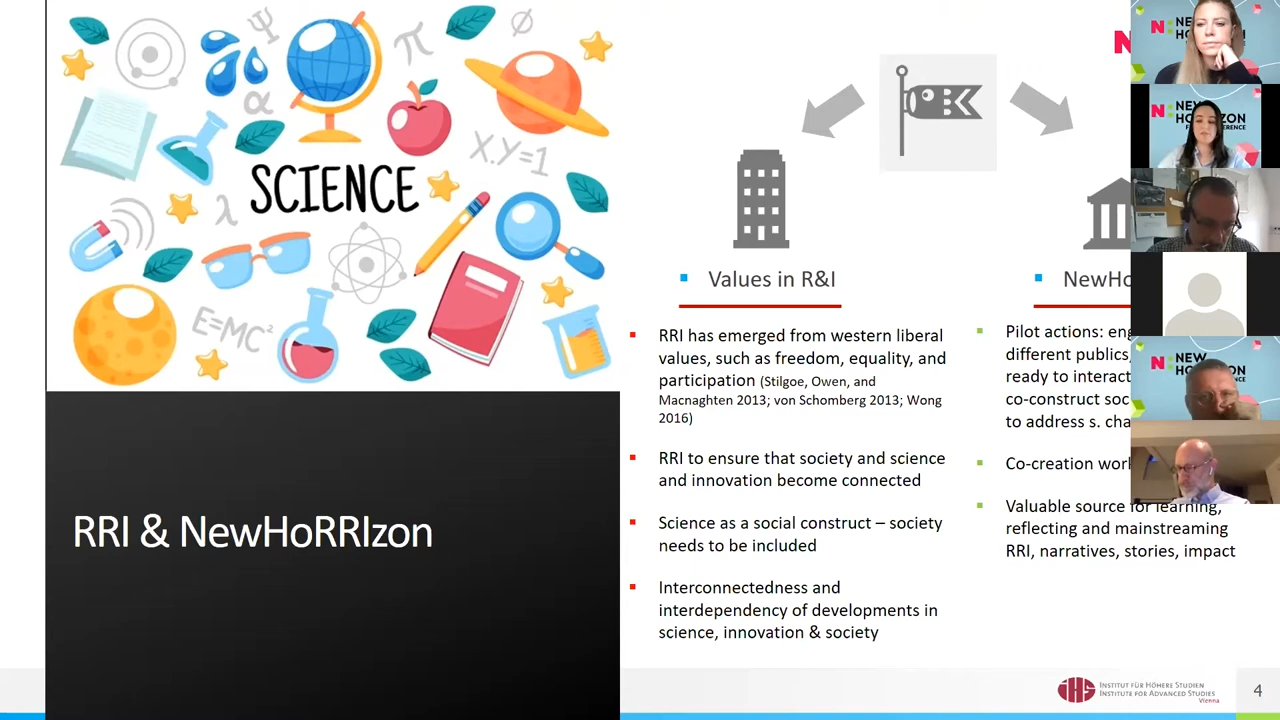 SCIENCE
Ψ
π
Φ
α
X.Y=1
λ
E=MC²
RRI & NewHoRRIzon
Values in R&I
RRI has emerged from western liberal
values, such as freedom, equality, and
participation (Stilgoe, Owen, and
Macnaghten 2013; von Schomberg 2013; Wong
2016)
RRI to ensure that society and science
and innovation become connected
Science as a social construct – society
needs to be included
Interconnectedness and
interdependency of developments in
science, innovation & society
NewHo
Pilot actions: eng
different publics,
ready to interact
co-construct soc
to address s. cha
Co-creation wor
Valuable source for learning,
reflecting and mainstreaming
RRI, narratives, stories, impact
N
N: NEW
N: NEW
N: NEW
HORIZON
iHS
INSTITUT FÜR HÖHERE STUDIEN
INSTITUTE FOR ADVANCED STUDIES
Vienna
4